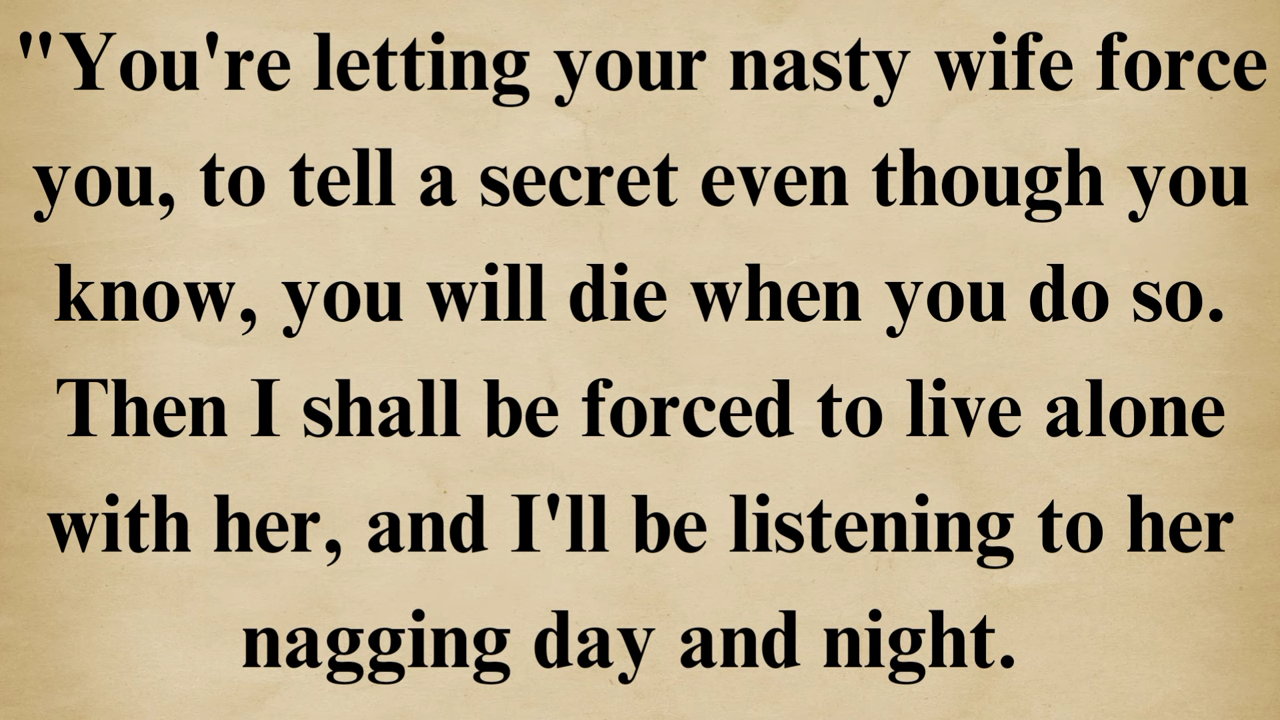 "You're letting your nasty wife force
you, to tell a secret even though you
know, you will die when you do so.
Then I shall be forced to live alone
with her, and I'll be listening to her
nagging day and night.